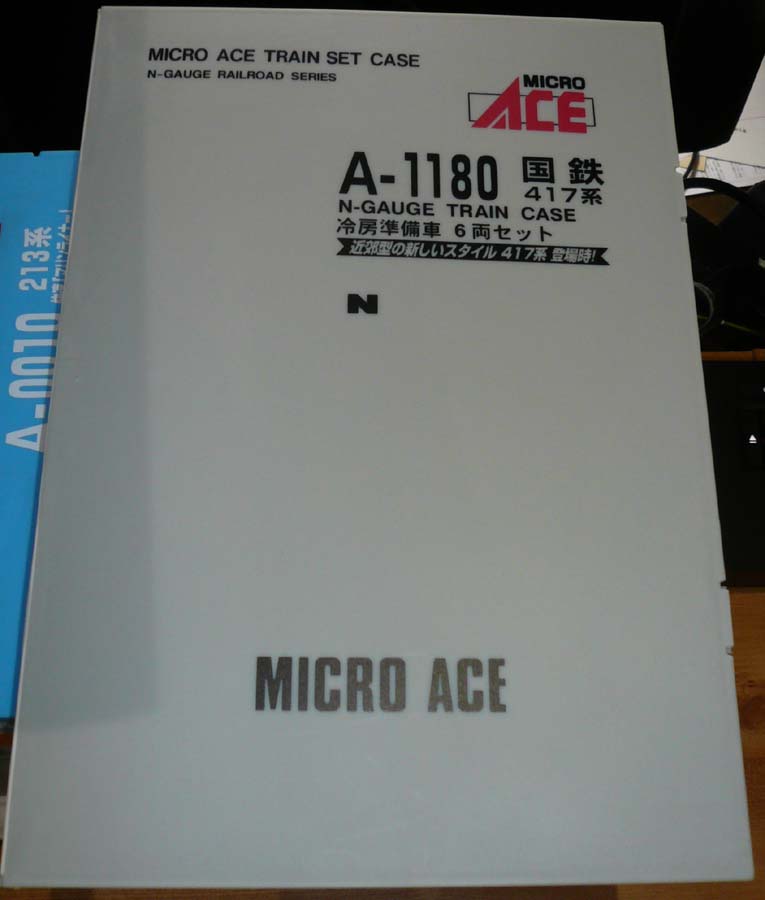 MICRO ACE TRAIN SET CASE
N-GAUGE RAILROAD SERIES
MICRO
ACE
A-1180 国鉄
417系
N-GAUGE TRAIN CASE
冷房準備車 6両セット
近郊型の新しいスタイル 417系 登場時!
N
MICRO ACE
A-0010 213系